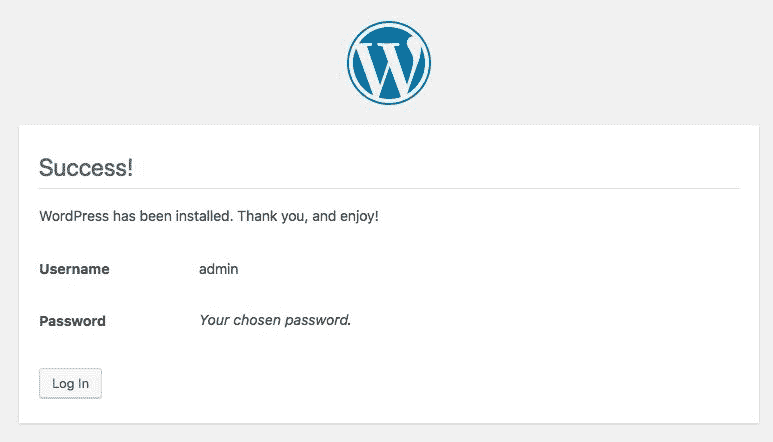 Success!
WordPress has been installed. Thank you, and enjoy!
Username admin
Password Your chosen password.
Log In